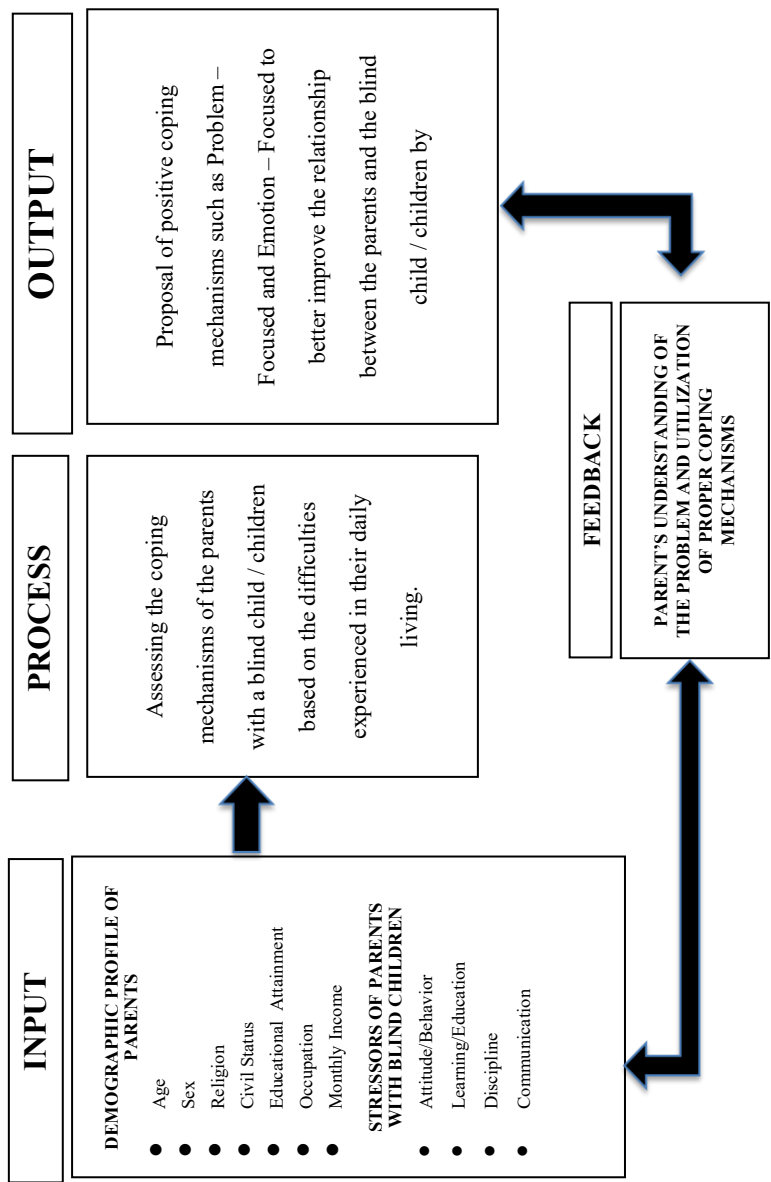 INPUT
DEMOGRAPHIC PROFILE OF
PARENTS
● Age
● Sex
● Religion
● Civil Status
● Educational Attainment
● Occupation
● Monthly Income
STRESSORS OF PARENTS
WITH BLIND CHILDREN
● Attitude/Behavior
● Learning/Education
● Discipline
● Communication
PROCESS
Assessing the coping
mechanisms of the parents
with a blind child / children
based on the difficulties
experienced in their daily
living.
OUTPUT
Proposal of positive coping
mechanisms such as Problem –
Focused and Emotion – Focused to
better improve the relationship
between the parents and the blind
child / children by
FEEDBACK
PARENT’S UNDERSTANDING OF
THE PROBLEM AND UTILIZATION
OF PROPER COPING
MECHANISMS